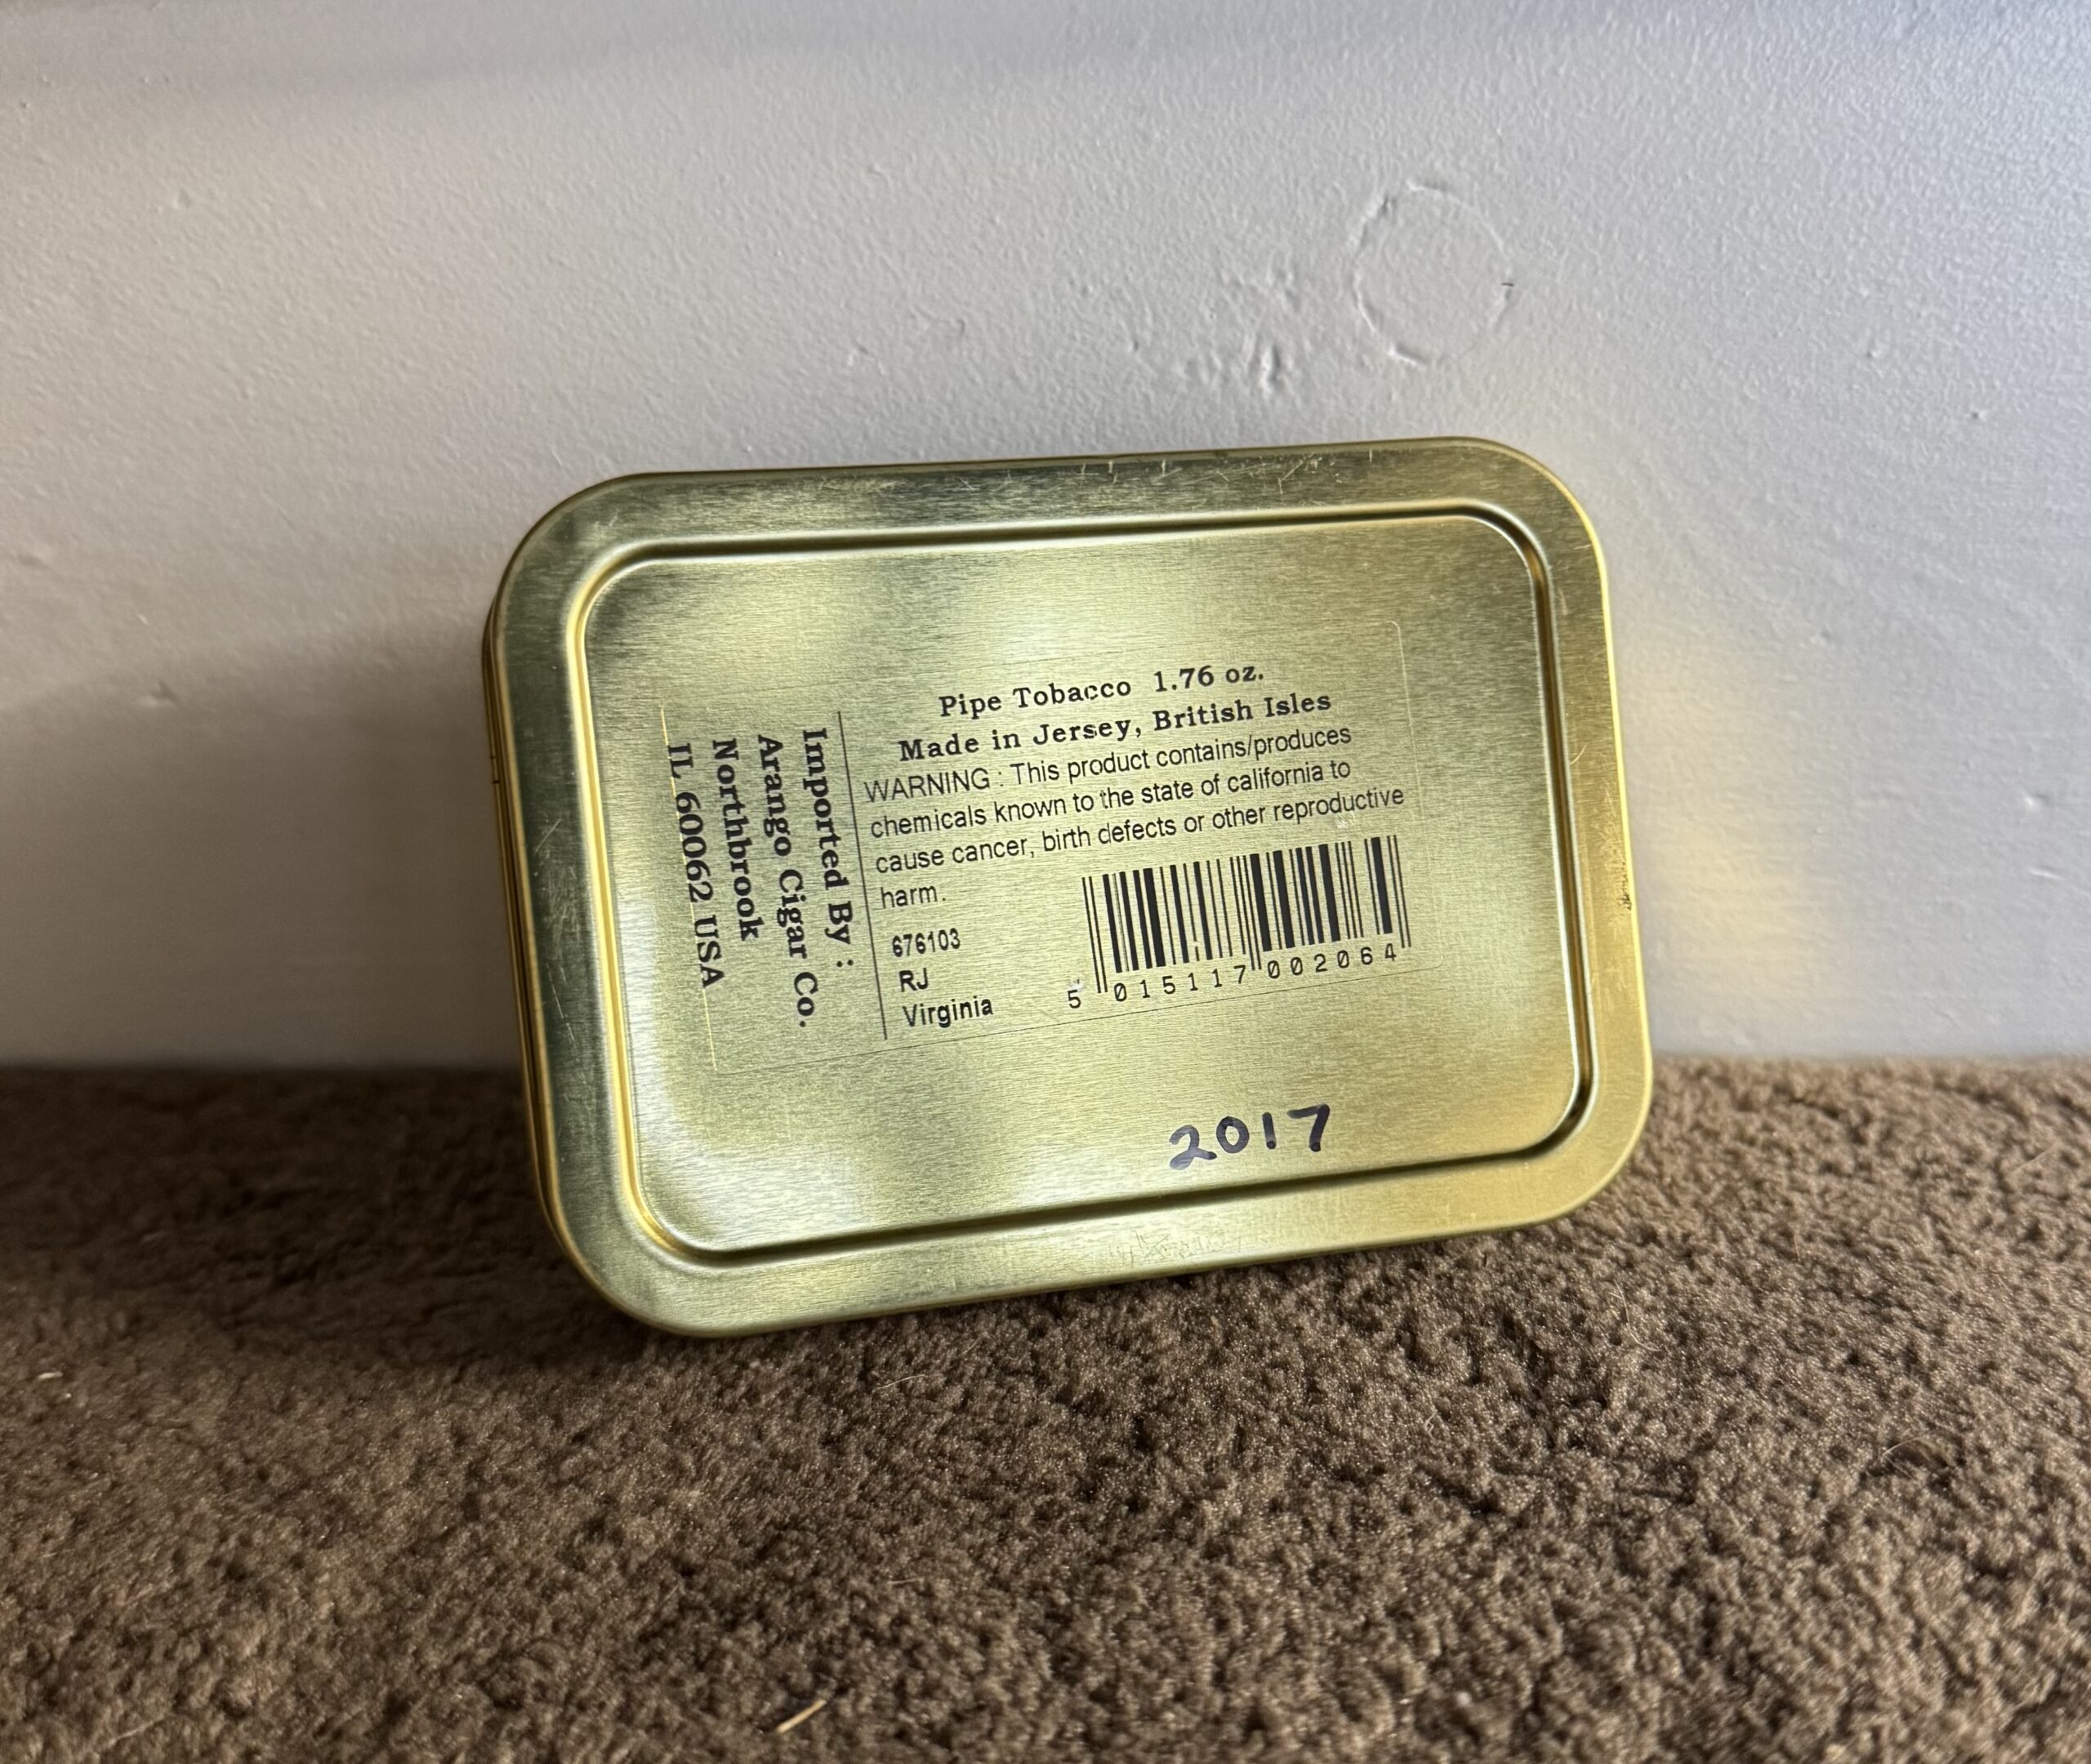 Pipe Tobacco 1.76 oz.
Made in Jersey, British Isles
WARNING : This product contains/produces
chemicals known to the state of california to
cause cancer, birth defects or other reproductive
harm.
676103
RJ
Virginia
5 015117 002064
Imported By :
Arango Cigar Co.
Northbrook
IL 60062 USA
2017